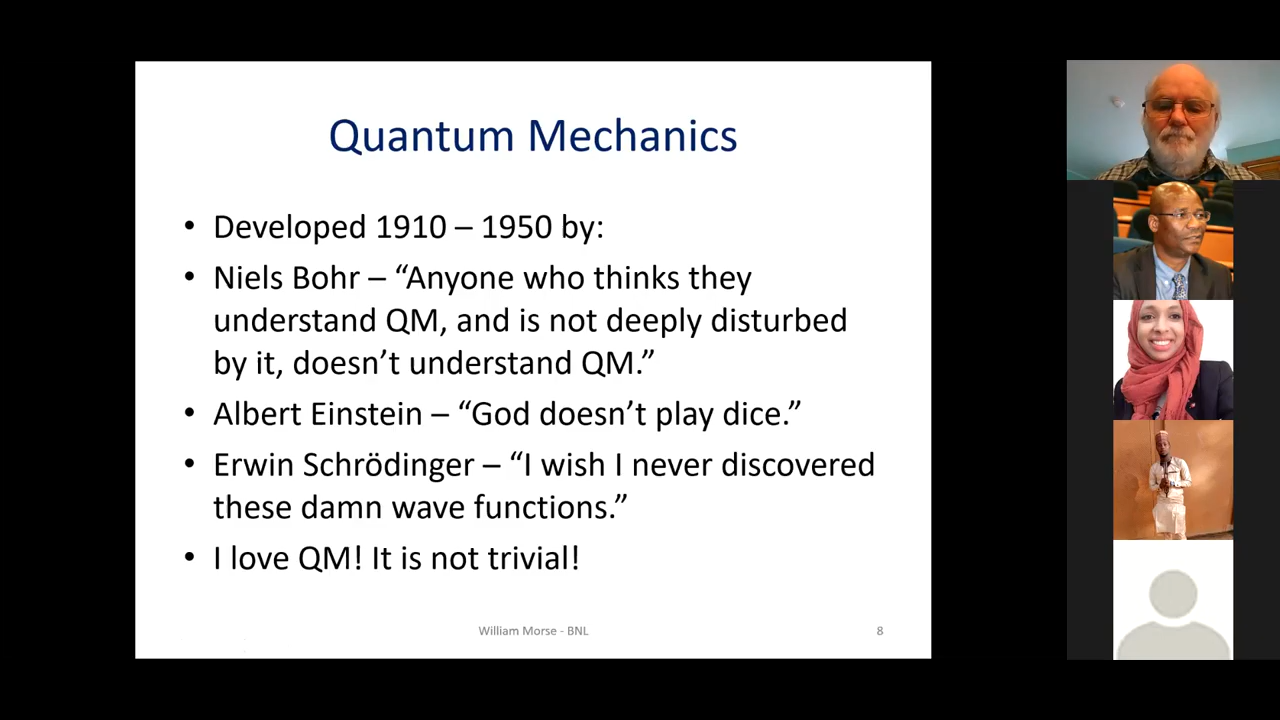 Quantum Mechanics
• Developed 1910 – 1950 by:
• Niels Bohr – “Anyone who thinks they
understand QM, and is not deeply disturbed
by it, doesn’t understand QM.”
• Albert Einstein – “God doesn’t play dice.”
• Erwin Schrödinger – “I wish I never discovered
these damn wave functions.”
• I love QM! It is not trivial!
William Morse - BNL
8